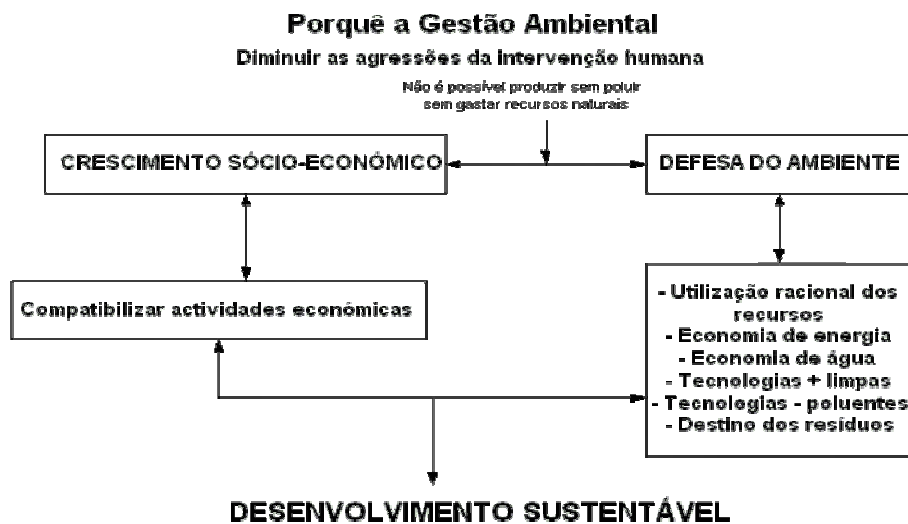 Porquê a Gestão Ambiental
Diminuir as agressões da intervenção humana
Não é possível produzir sem poluir
sem gastar recursos naturais
CRESCIMENTO SÓCIO-ECONÓMICO
DEFESA DO AMBIENTE
Compatibilizar actividades económicas
- Utilização racional dos
recursos
- Economia de energia
- Economia de água
- Tecnologias + limpas
- Tecnologias - poluentes
- Destino dos resíduos
DESENVOLVIMENTO SUSTENTÁVEL